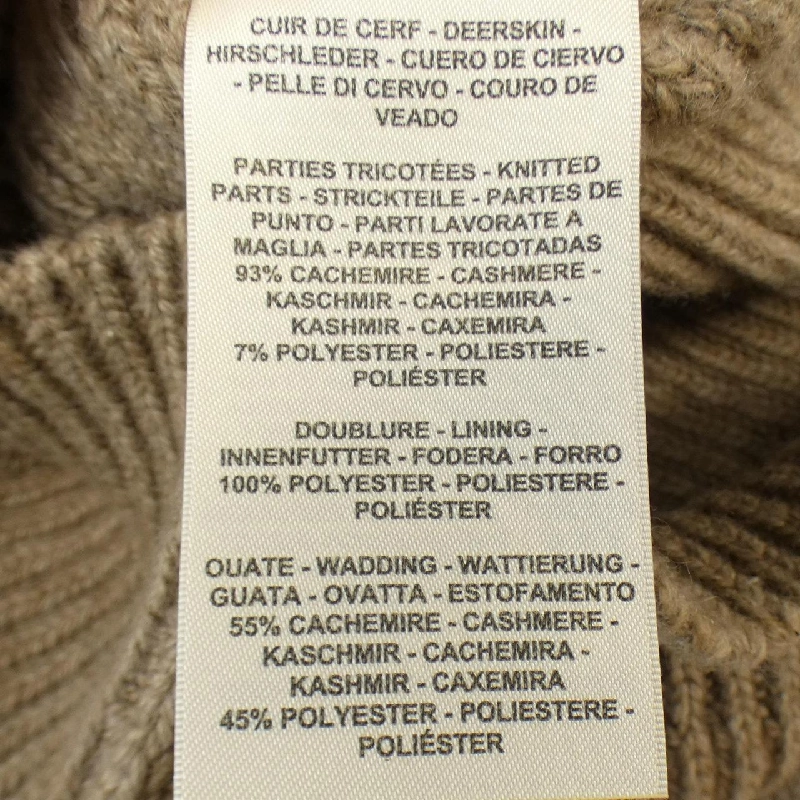 CUIR DE CERF - DEERSKIN -
HIRSCHLEDER - CUERO DE CIERVO
- PELLE DI CERVO - COURO DE
VEADO
PARTIES TRICOTÉES - KNITTED
PARTS - STRICKTEILE - PARTES DE
PUNTO - PARTI LAVORATE A
MAGLIA - PARTES TRICOTADAS
93% CACHEMIRE - CASHMERE -
KASCHMIR - CACHEMIRA -
KASHMIR - CAXEMIRA
7% POLYESTER - POLIESTERE -
POLIÉSTER
DOUBLURE - LINING -
INNENFUTTER - FODERA - FORRO
100% POLYESTER - POLIESTERE -
POLIÉSTER
OUATE - WADDING - WATTIERUNG -
GUATA - OVATTA - ESTOFAMENTO
55% CACHEMIRE - CASHMERE -
KASCHMIR - CACHEMIRA -
KASHMIR - CAXEMIRA
45% POLYESTER - POLIESTERE -
POLIÉSTER